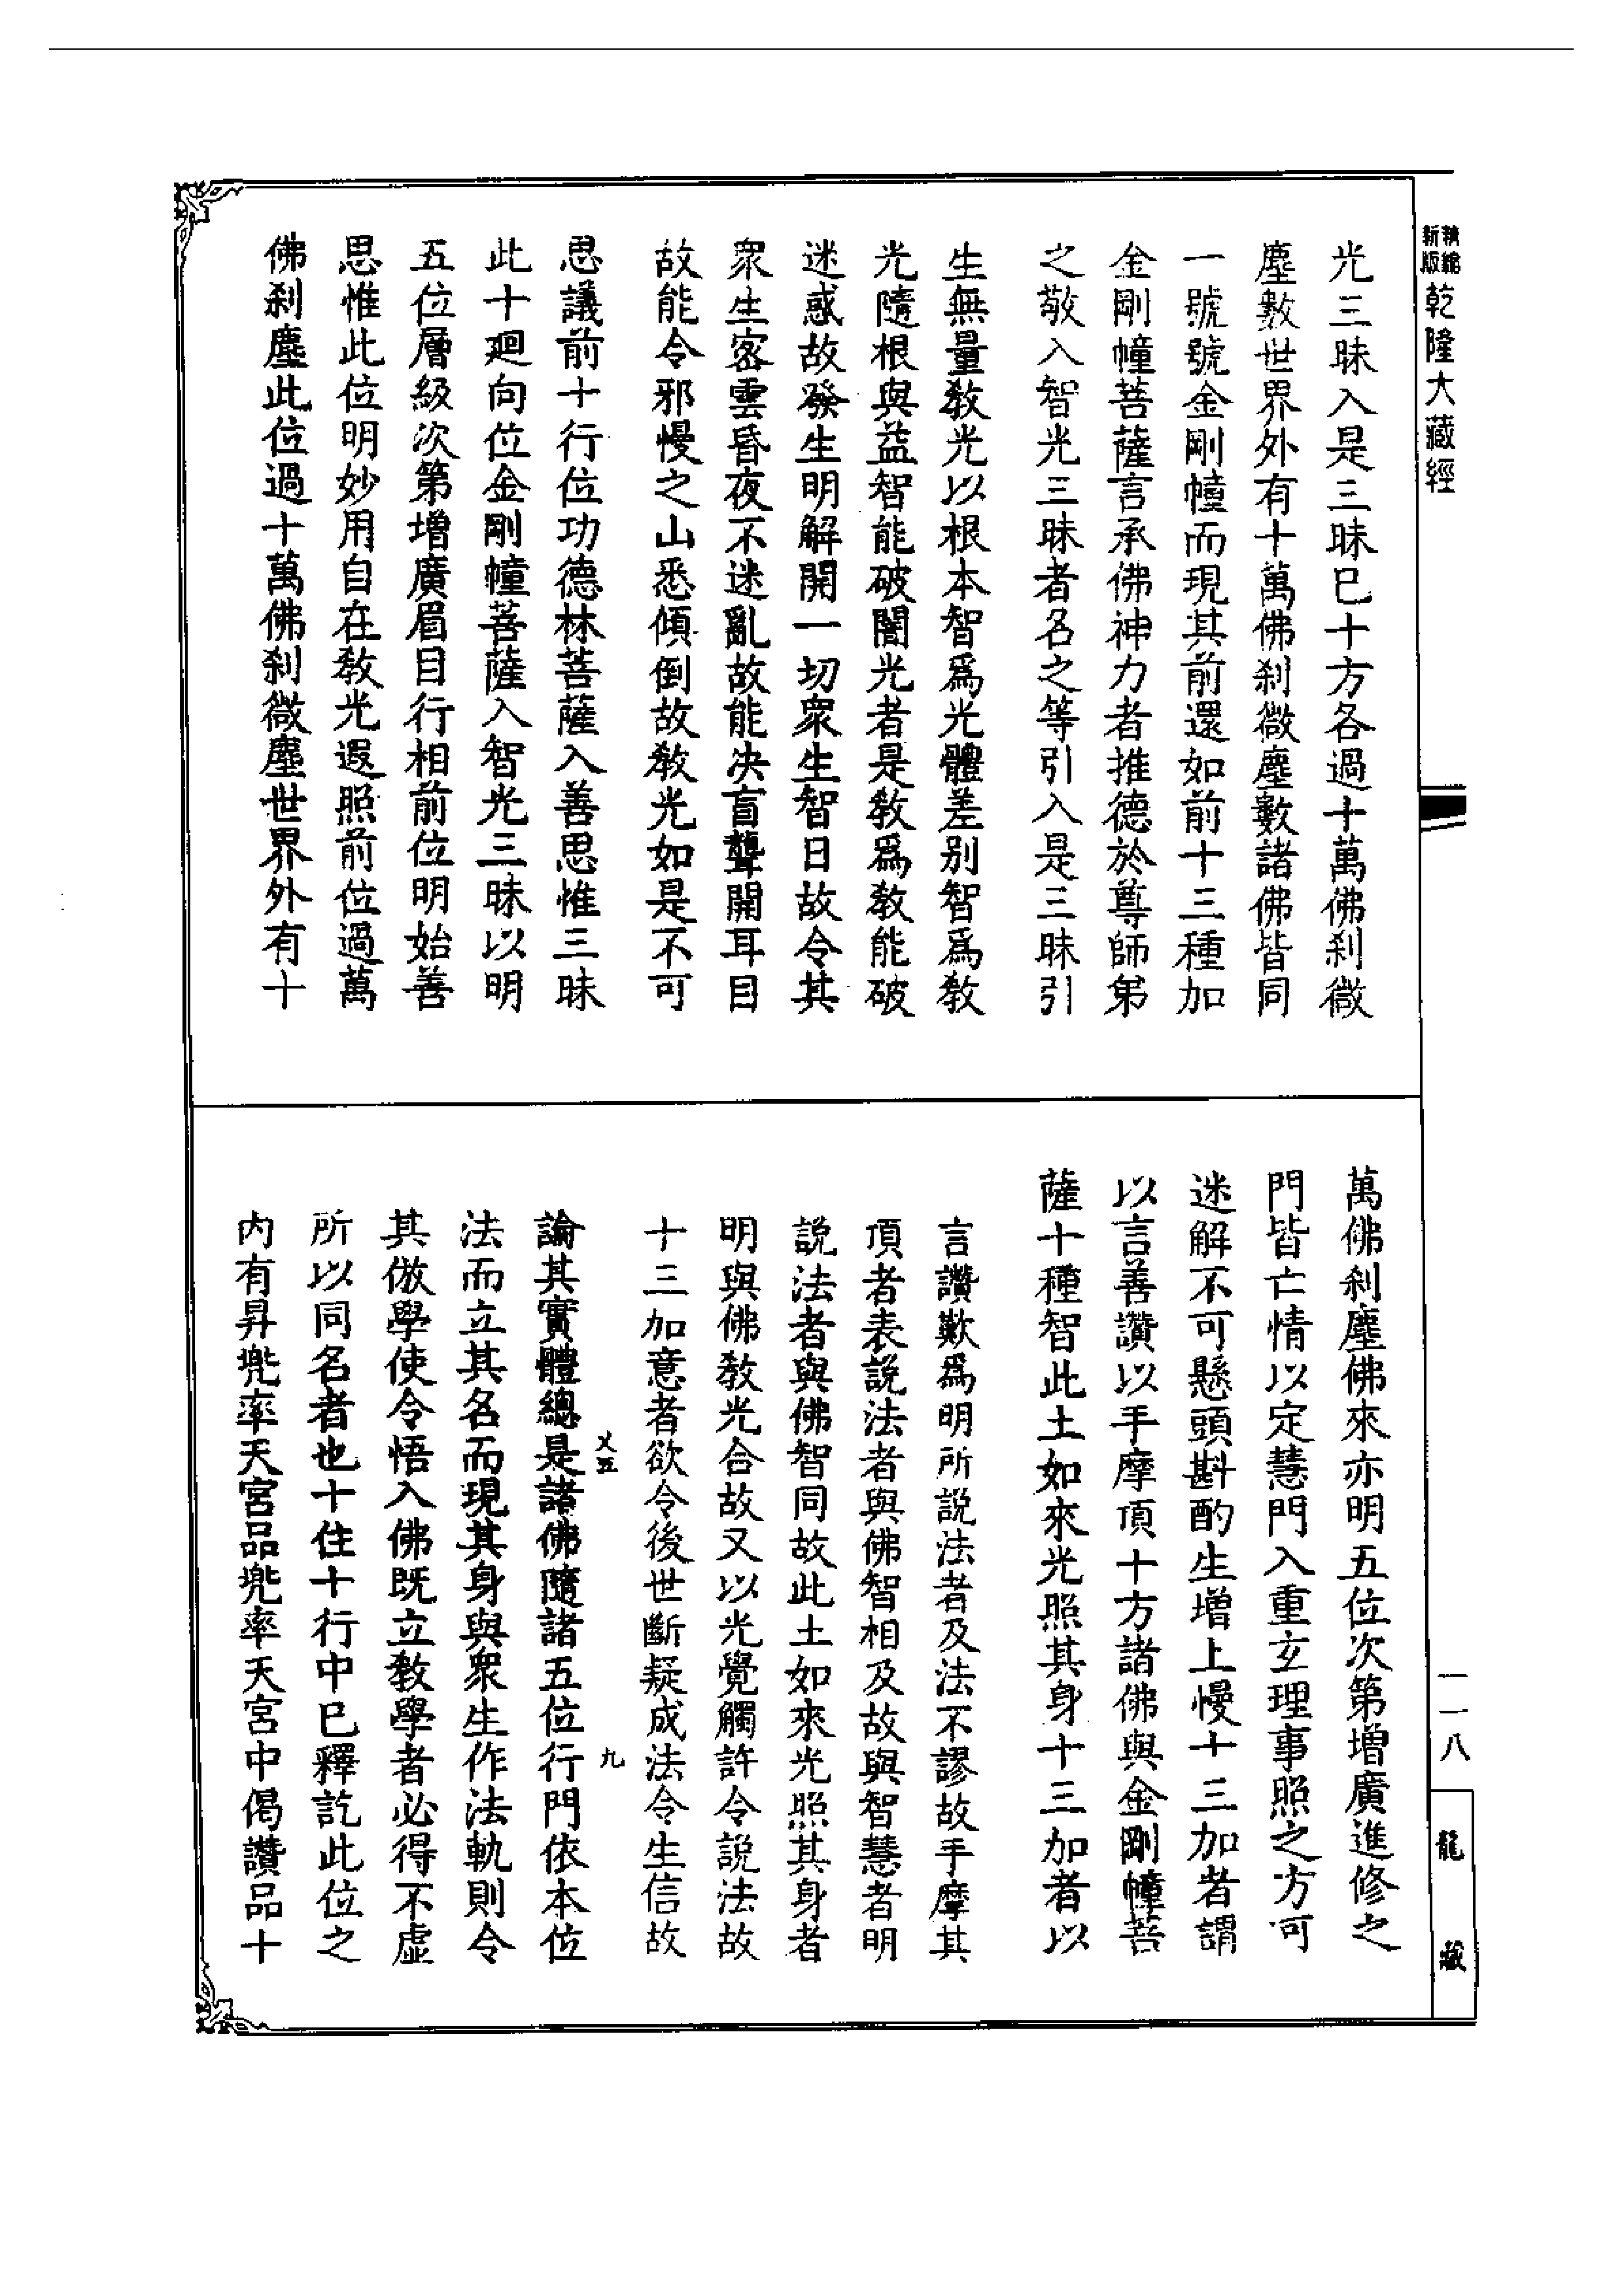 新版
精縮
乾隆大藏經
光三昧入是三昧已十方各過十萬佛刹微
塵數世界外有十萬佛刹微塵數諸佛皆同
一號號金剛幢而現其前還如前十三種加
金剛幢菩薩言承佛神力者推德於尊師弟
之敬入智光三昧者名之等引入是三昧引
生無量教光以根本智爲光體差別智爲教
光隨根與益智能破闇光者是教爲教能破
迷惑故發生明解開一切衆生智日故令其
衆生客雲昏夜不迷亂故能決盲聾開耳目
故能令邪慢之山悉傾倒故教光如是不可
思議前十行位功德林菩薩入善思惟三昧
此十廻向位金剛幢菩薩入智光三昧以明
五位層級次第增廣眉目行相前位明始善
思惟此位明妙用自在教光遐照前位過萬
佛刹塵此位過十萬佛刹微塵世界外有十
萬佛刹塵佛來亦明五位次第增廣進修之
門皆亡情以定慧門入重玄理事照之方可
迷解不可懸頭斟酌生增上慢十三加者謂
以言善讚以手摩頂十方諸佛與金剛幢菩
薩十種智此土如來光照其身十三加者以
言讚歎爲明所説法者及法不謬故手摩其
頂者表説法者與佛智相及故與智慧者明
説法者與佛智同故此土如來光照其身者
明與佛教光合故又以光覺觸許令説法故
十三加意者欲令後世斷疑成法令生信故
論其實體總是諸佛隨諸五位行門依本位
法而立其名而現其身與衆生作法軌則令
其倣學使令悟入佛既立教學者必得不虛
所以同名者也十住十行中已釋訖此位之
内有昇兜率天宮品兜率天宮中偈讚品十
乂五
九
一一八
龍
藏